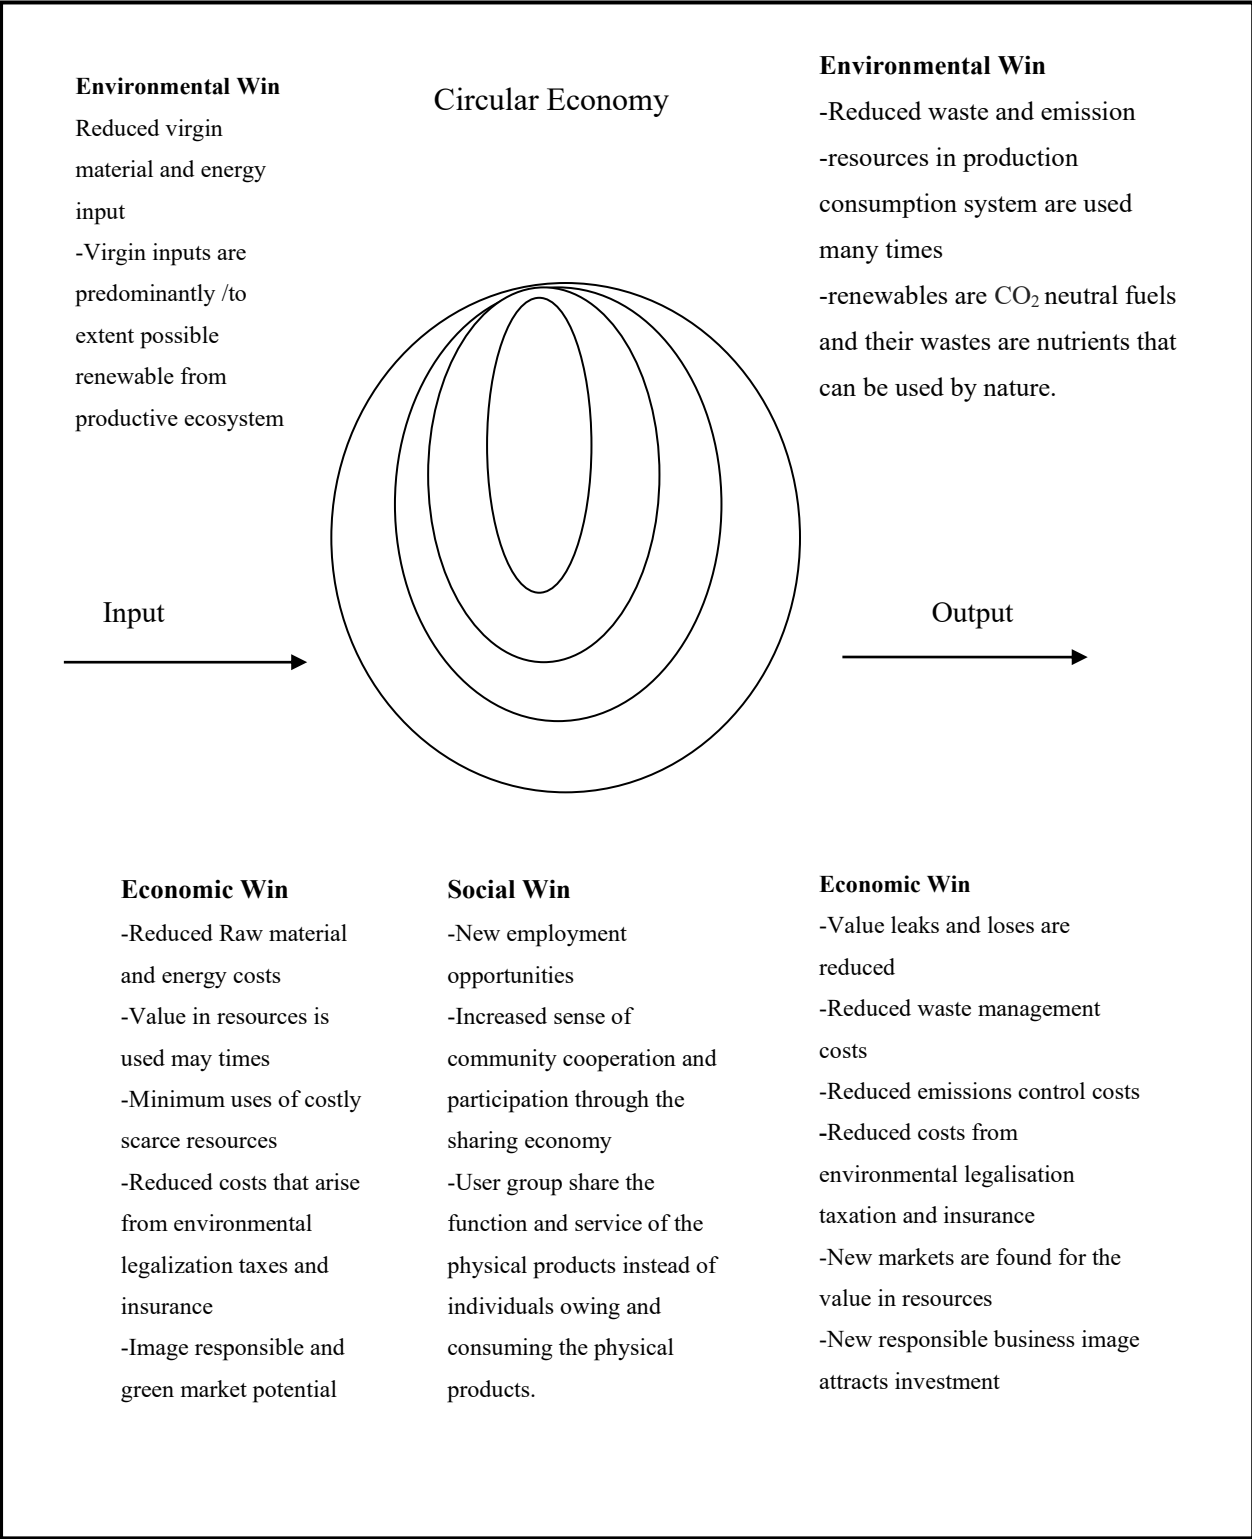 Environmental Win
Reduced virgin
material and energy
input
-Virgin inputs are
predominantly /to
extent possible
renewable from
productive ecosystem
Circular Economy
Environmental Win
-Reduced waste and emission
-resources in production
consumption system are used
many times
-renewables are CO₂ neutral fuels
and their wastes are nutrients that
can be used by nature.
Input
Output
Economic Win
-Reduced Raw material
and energy costs
-Value in resources is
used may times
-Minimum uses of costly
scarce resources
-Reduced costs that arise
from environmental
legalization taxes and
insurance
-Image responsible and
green market potential
Social Win
-New employment
opportunities
-Increased sense of
community cooperation and
participation through the
sharing economy
-User group share the
function and service of the
physical products instead of
individuals owing and
consuming the physical
products.
Economic Win
-Value leaks and loses are
reduced
-Reduced waste management
costs
-Reduced emissions control costs
-Reduced costs from
environmental legalisation
taxation and insurance
-New markets are found for the
value in resources
-New responsible business image
attracts investment